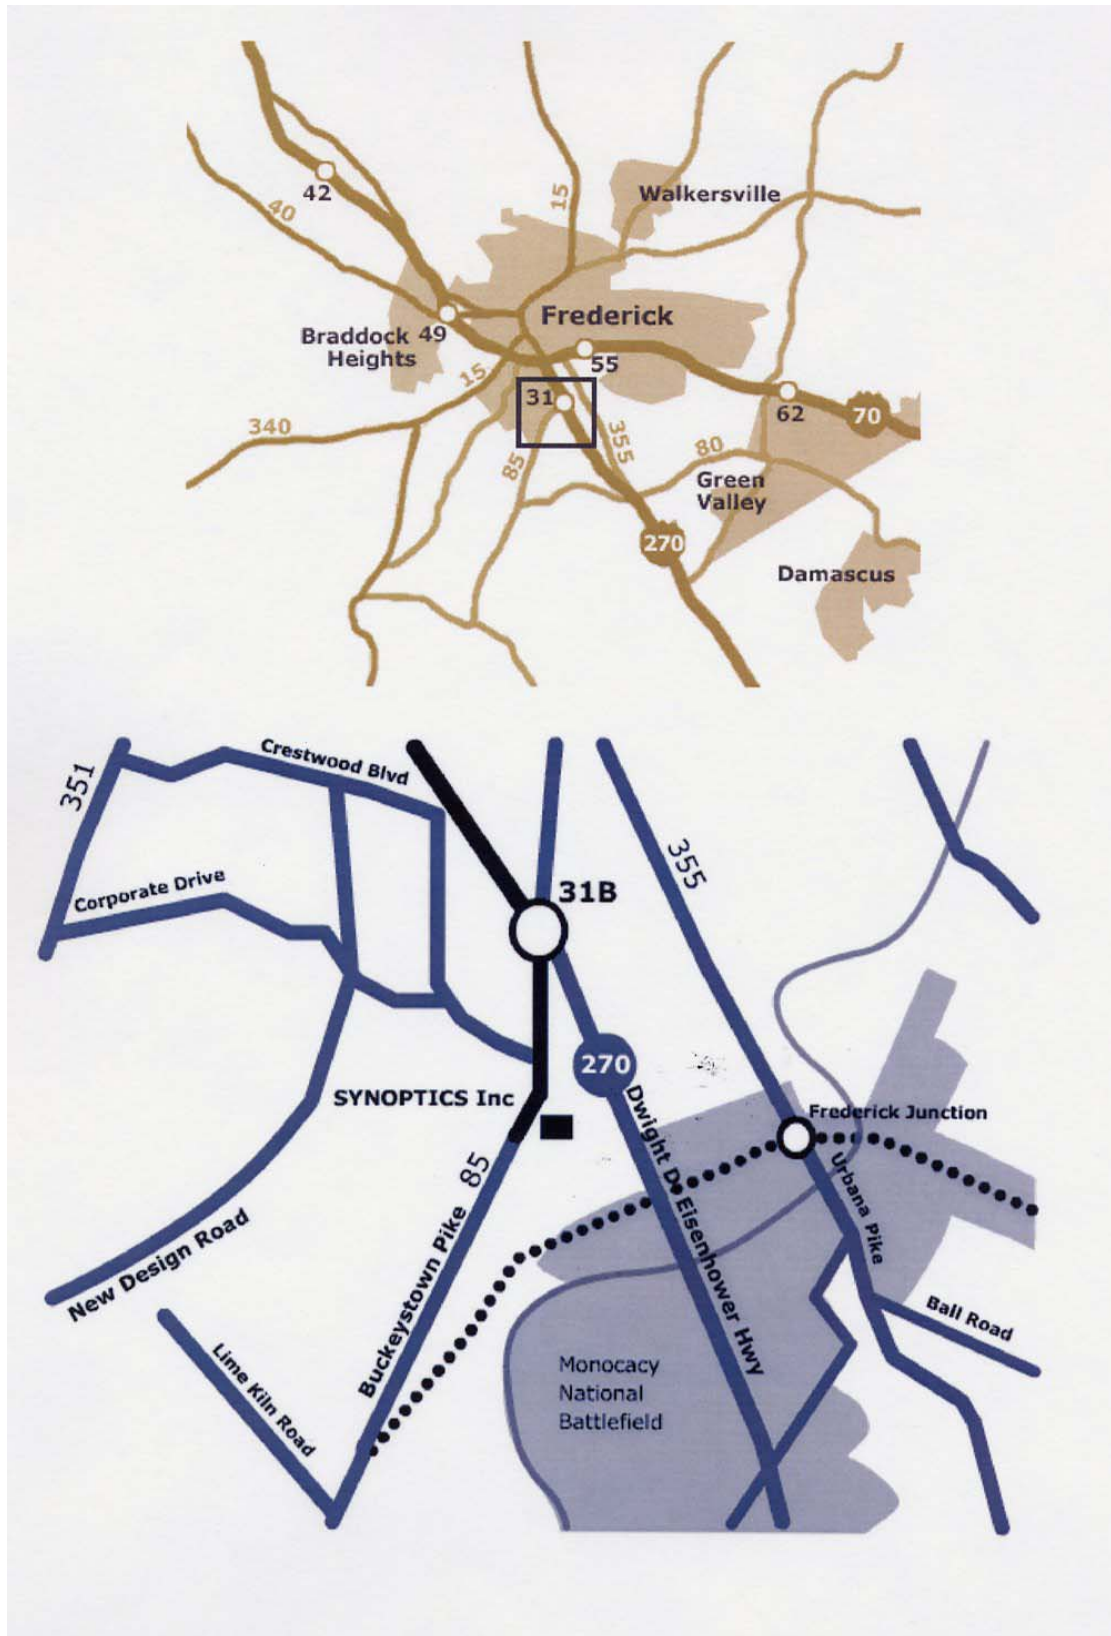 42
40
15
Walkersville
Braddock
Heights
49
Frederick
55
15
31
340
85
355
80
62
70
Green
Valley
270
Damascus
351
Crestwood Blvd
Corporate Drive
31B
355
270
SYNOPTICS Inc
Frederick Junction
Dwight D. Eisenhower Hwy
Urbana Pike
85
Buckeystown Pike
New Design Road
Lime Kiln Road
Ball Road
Monocacy
National
Battlefield